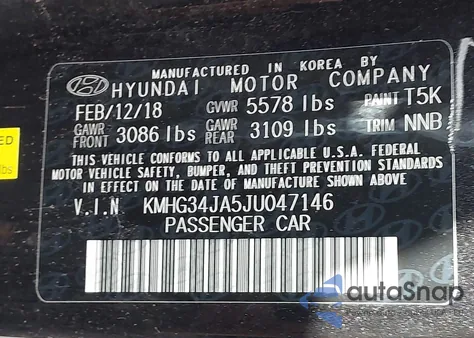 MANUFACTURED IN KOREA BY
HYUNDAI MOTOR COMPANY
FEB/12/18 GVWR 5578 lbs PAINT T5K
GAWR FRONT 3086 lbs GAWR REAR 3109 lbs TRIM NNB
THIS VEHICLE CONFORMS TO ALL APPLICABLE U.S.A. FEDERAL
MOTOR VEHICLE SAFETY, BUMPER, AND THEFT PREVENTION STANDARDS
IN EFFECT ON THE DATE OF MANUFACTURE SHOWN ABOVE.
V.I.N KMHG34JA5JU047146
PASSENGER CAR
ED
lbs
autoSnap